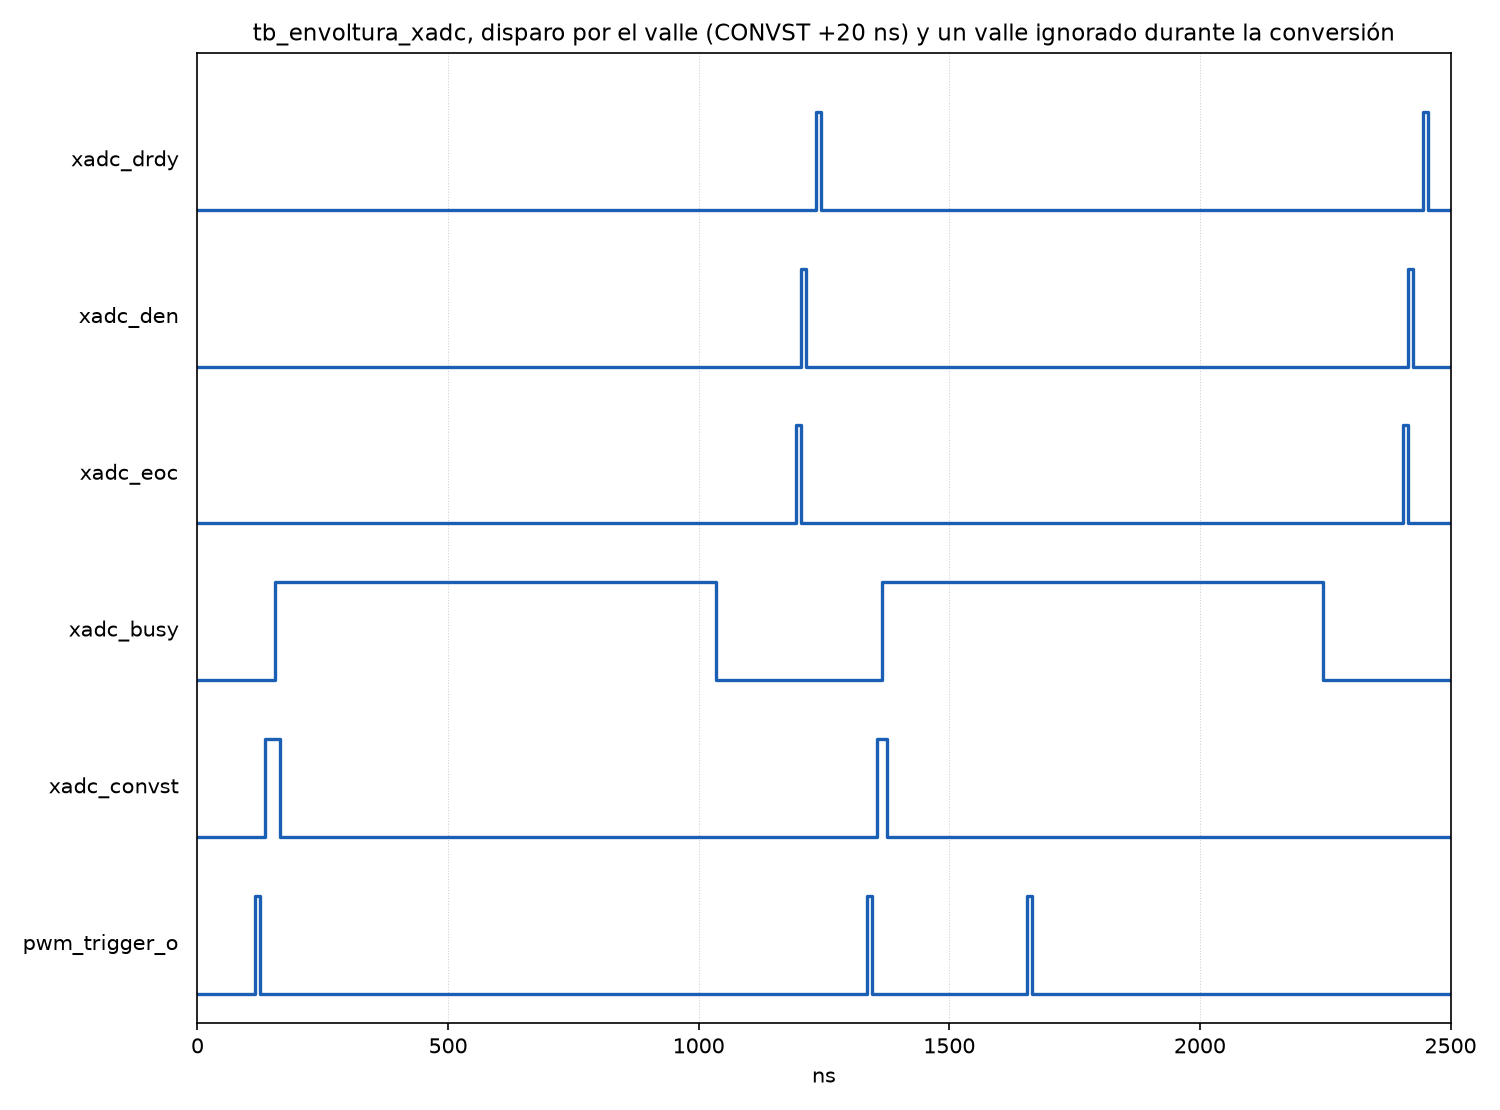 tb_envoltura_xadc, disparo por el valle (CONVST +20 ns) y un valle ignorado durante la conversión
xadc_drdy
xadc_den
xadc_eoc
xadc_busy
xadc_convst
pwm_trigger_o
0 500 1000 1500 2000 2500
ns